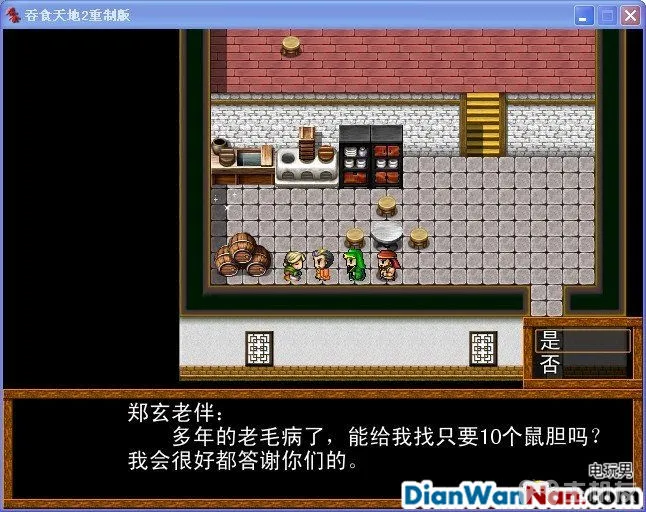 吞食天地2重制版
是
否
郑玄老伴：
多年的老毛病了，能给我找只要10个鼠胆吗？
我会很好都答谢你们的。
电玩男
DianWanNan.com